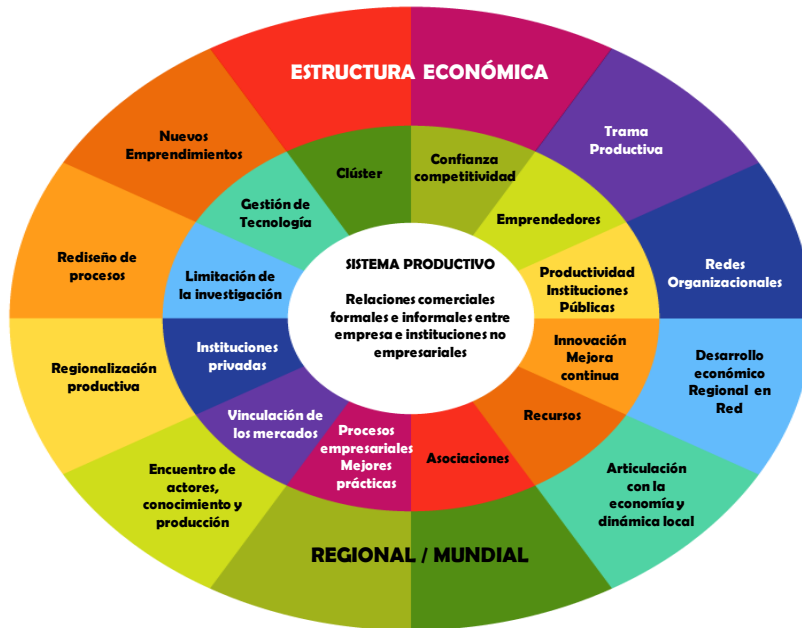 ESTRUCTURA ECONÓMICA
Nuevos
Emprendimientos
Trama
Productiva
Rediseño de
procesos
Redes
Organizacionales
Regionalización
productiva
Desarrollo
económico
Regional en
Red
Encuentro de
actores,
conocimiento y
producción
Articulación
con la
economía y
dinámica local
REGIONAL / MUNDIAL
Clúster
Confianza
competitividad
Gestión de
Tecnología
Emprendedores
Limitación de
la investigación
Productividad
Instituciones
Públicas
Instituciones
privadas
Innovación
Mejora
continua
Vinculación de
los mercados
Recursos
Procesos
empresariales
Mejores
prácticas
Asociaciones
SISTEMA PRODUCTIVO
Relaciones comerciales
formales e informales entre
empresa e instituciones no
empresariales